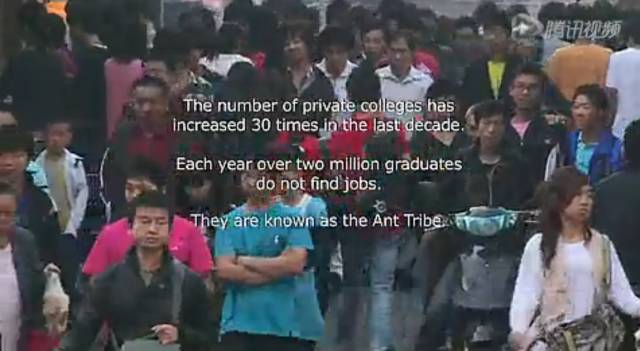 腾讯视频
The number of private colleges has
increased 30 times in the last decade.
Each year over two million graduates
do not find jobs.
They are known as the Ant Tribe.